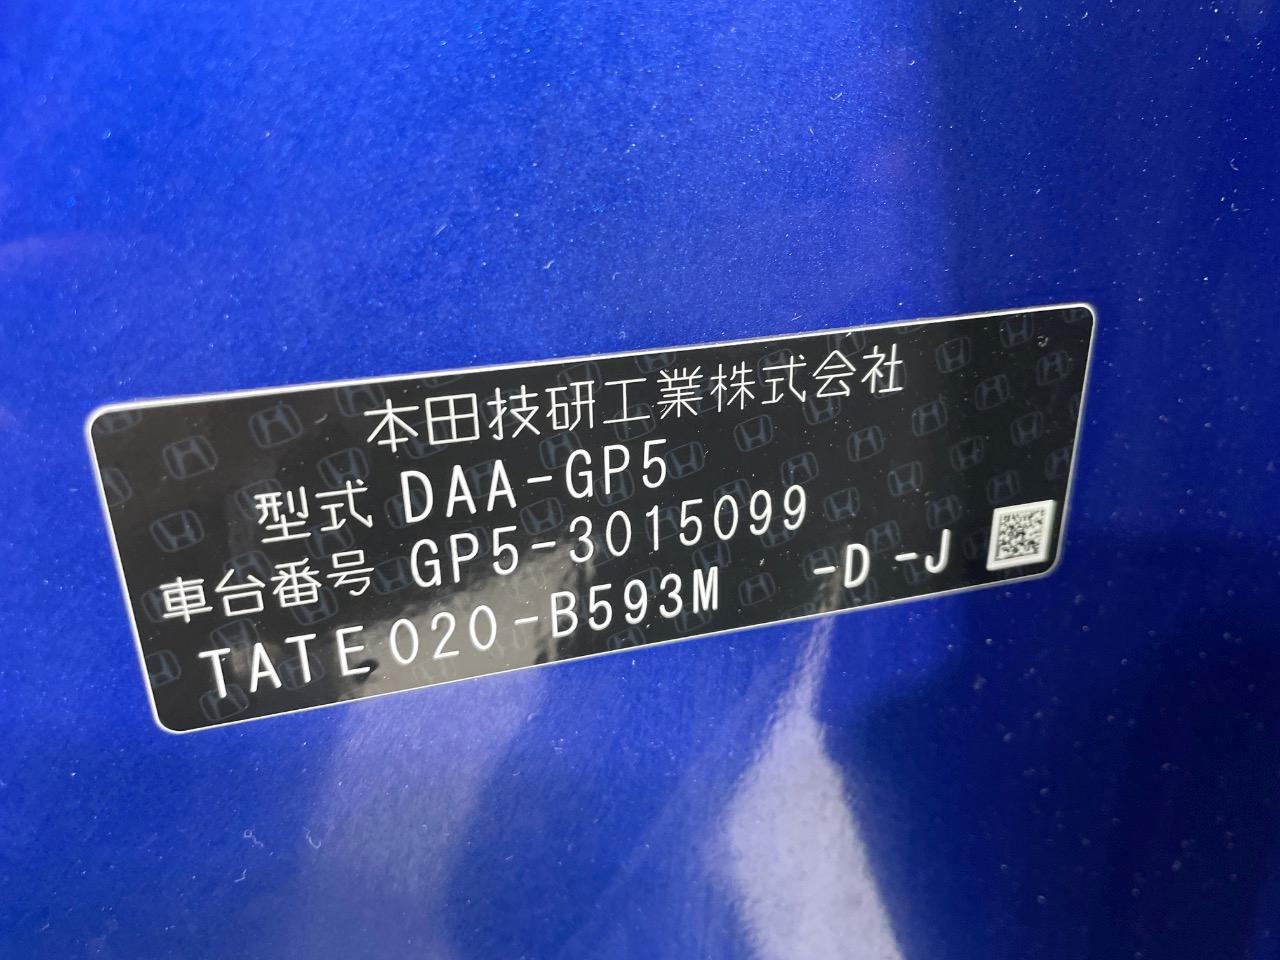 本田技研工業株式会社
型式 DAA-GP5
車台番号 GP5-3015099
TATE020-B593M -D -J